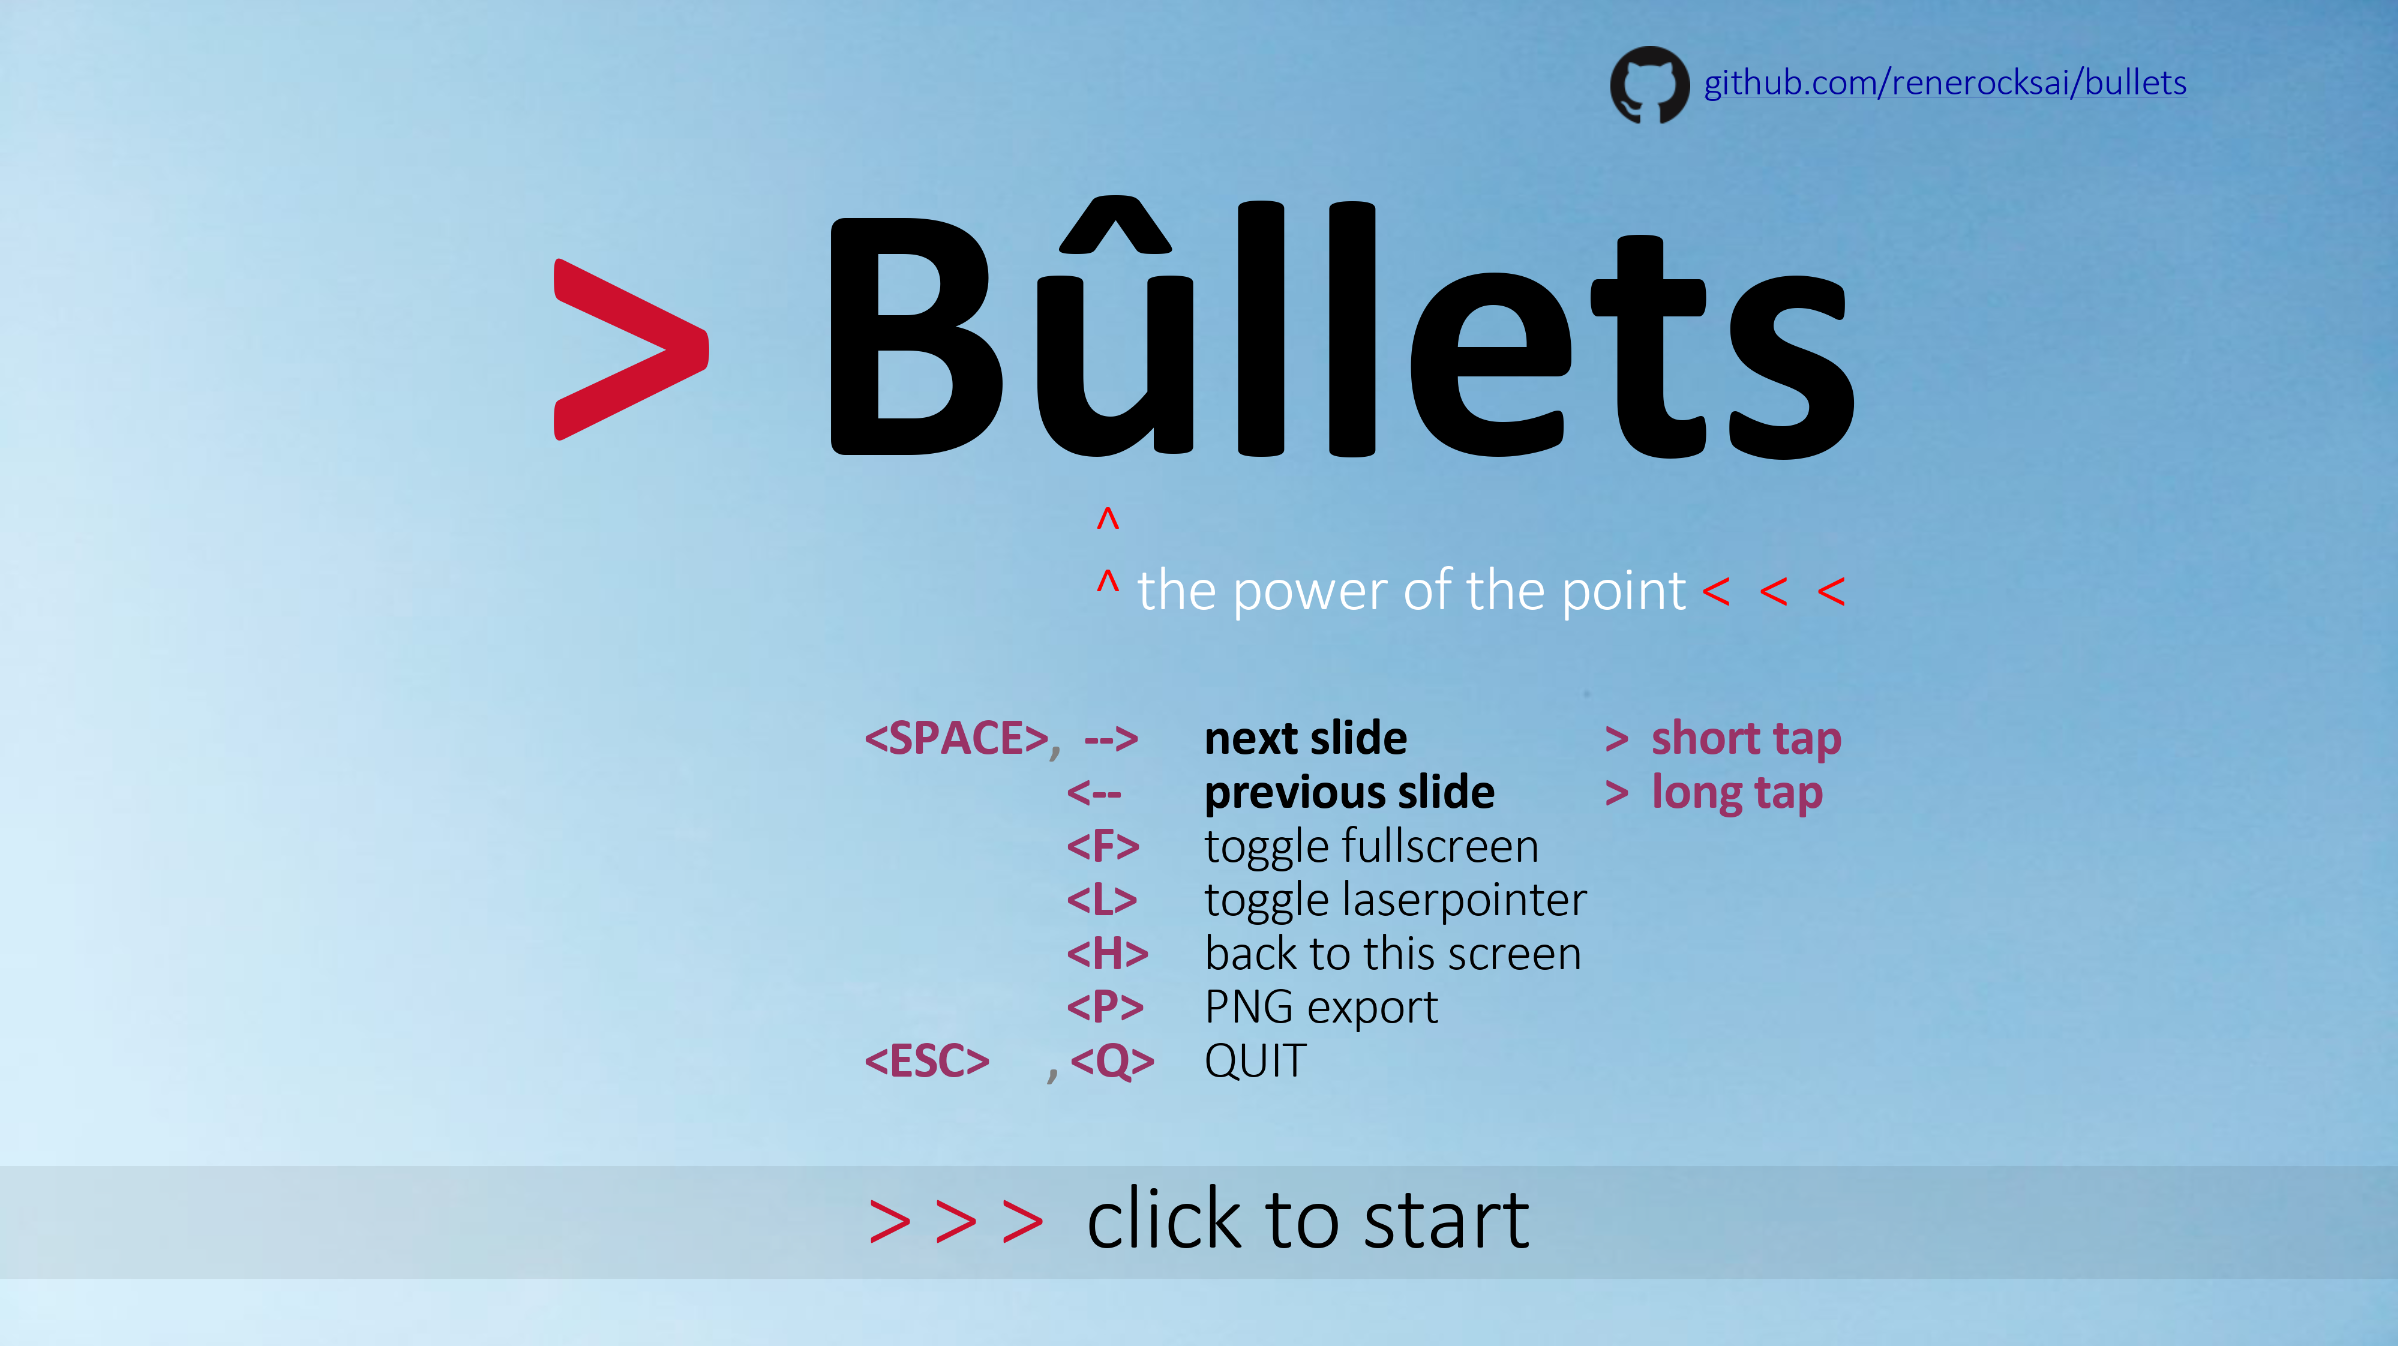 github.com/renerocksai/bullets
> Bûllets
^
^ the power of the point < < <
<SPACE>, --> next slide > short tap
<-- previous slide > long tap
<F> toggle fullscreen
<L> toggle laserpointer
<H> back to this screen
<P> PNG export
<ESC> , <Q> QUIT
> > > click to start